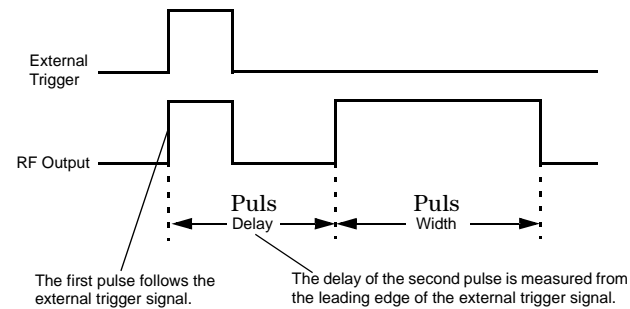 External
Trigger
RF Output
Puls
Delay
Puls
Width
The first pulse follows the
external trigger signal.
The delay of the second pulse is measured from
the leading edge of the external trigger signal.